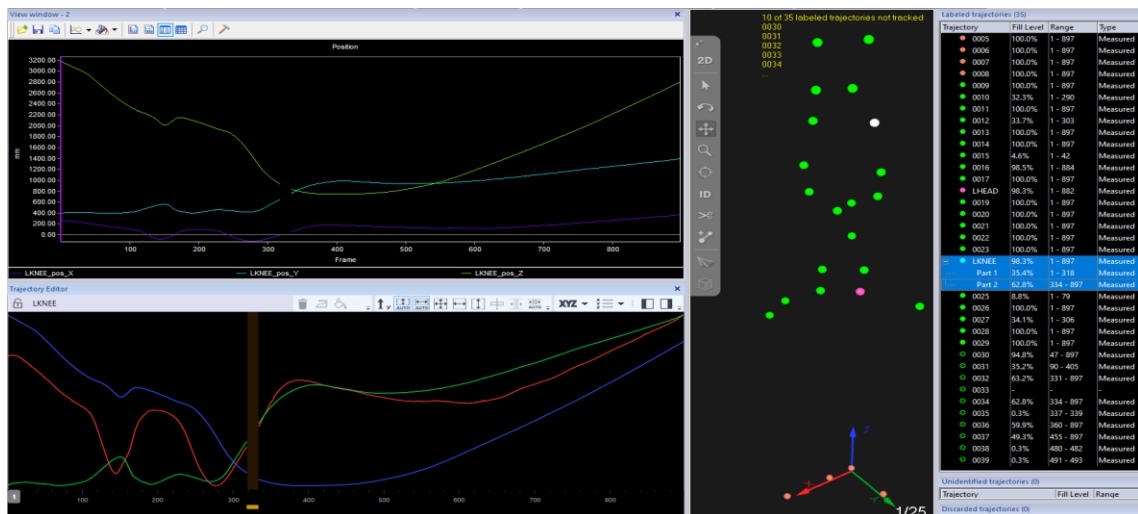 View window - 2
Position
3200.00
3000.00
2800.00
2600.00
2400.00
2200.00
2000.00
1800.00
1600.00
1400.00
1200.00
1000.00
800.00
600.00
400.00
200.00
0.00
mm
100 200 300 400 500 600 700 800
Frame
LKNEE_pos_X LKNEE_pos_Y LKNEE_pos_Z
Trajectory Editor
LKNEE
AUTO AUTO AUTO XYZ
1 100 200 300 400 500 600 700 800
10 of 35 labeled trajectories not tracked
0030
0031
0032
0033
0034
...
2D
ID
Z
X
Y
1/25
Labeled trajectories (35)
Trajectory Fill Level Range Type
0005 100.0% 1 - 897 Measured
0006 100.0% 1 - 897 Measured
0007 100.0% 1 - 897 Measured
0008 100.0% 1 - 897 Measured
0009 100.0% 1 - 897 Measured
0010 32.3% 1 - 290 Measured
0011 100.0% 1 - 897 Measured
0012 33.7% 1 - 303 Measured
0013 100.0% 1 - 897 Measured
0014 100.0% 1 - 897 Measured
0015 4.6% 1 - 42 Measured
0016 98.5% 1 - 884 Measured
0017 100.0% 1 - 897 Measured
LHEAD 98.3% 1 - 882 Measured
0019 100.0% 1 - 897 Measured
0020 100.0% 1 - 897 Measured
0021 100.0% 1 - 897 Measured
0022 100.0% 1 - 897 Measured
0023 100.0% 1 - 897 Measured
LKNEE 98.3% 1 - 897 Measured
Part 1 35.4% 1 - 318 Measured
Part 2 62.8% 334 - 897 Measured
0025 8.8% 1 - 79 Measured
0026 100.0% 1 - 897 Measured
0027 34.1% 1 - 306 Measured
0028 100.0% 1 - 897 Measured
0029 100.0% 1 - 897 Measured
0030 94.8% 47 - 897 Measured
0031 35.2% 90 - 405 Measured
0032 63.2% 331 - 897 Measured
0033 - - -
0034 62.8% 334 - 897 Measured
0035 0.3% 337 - 339 Measured
0036 59.9% 360 - 897 Measured
0037 49.3% 455 - 897 Measured
0038 0.3% 480 - 482 Measured
0039 0.3% 491 - 493 Measured
Unidentified trajectories (0)
Trajectory Fill Level Range
Discarded trajectories (0)